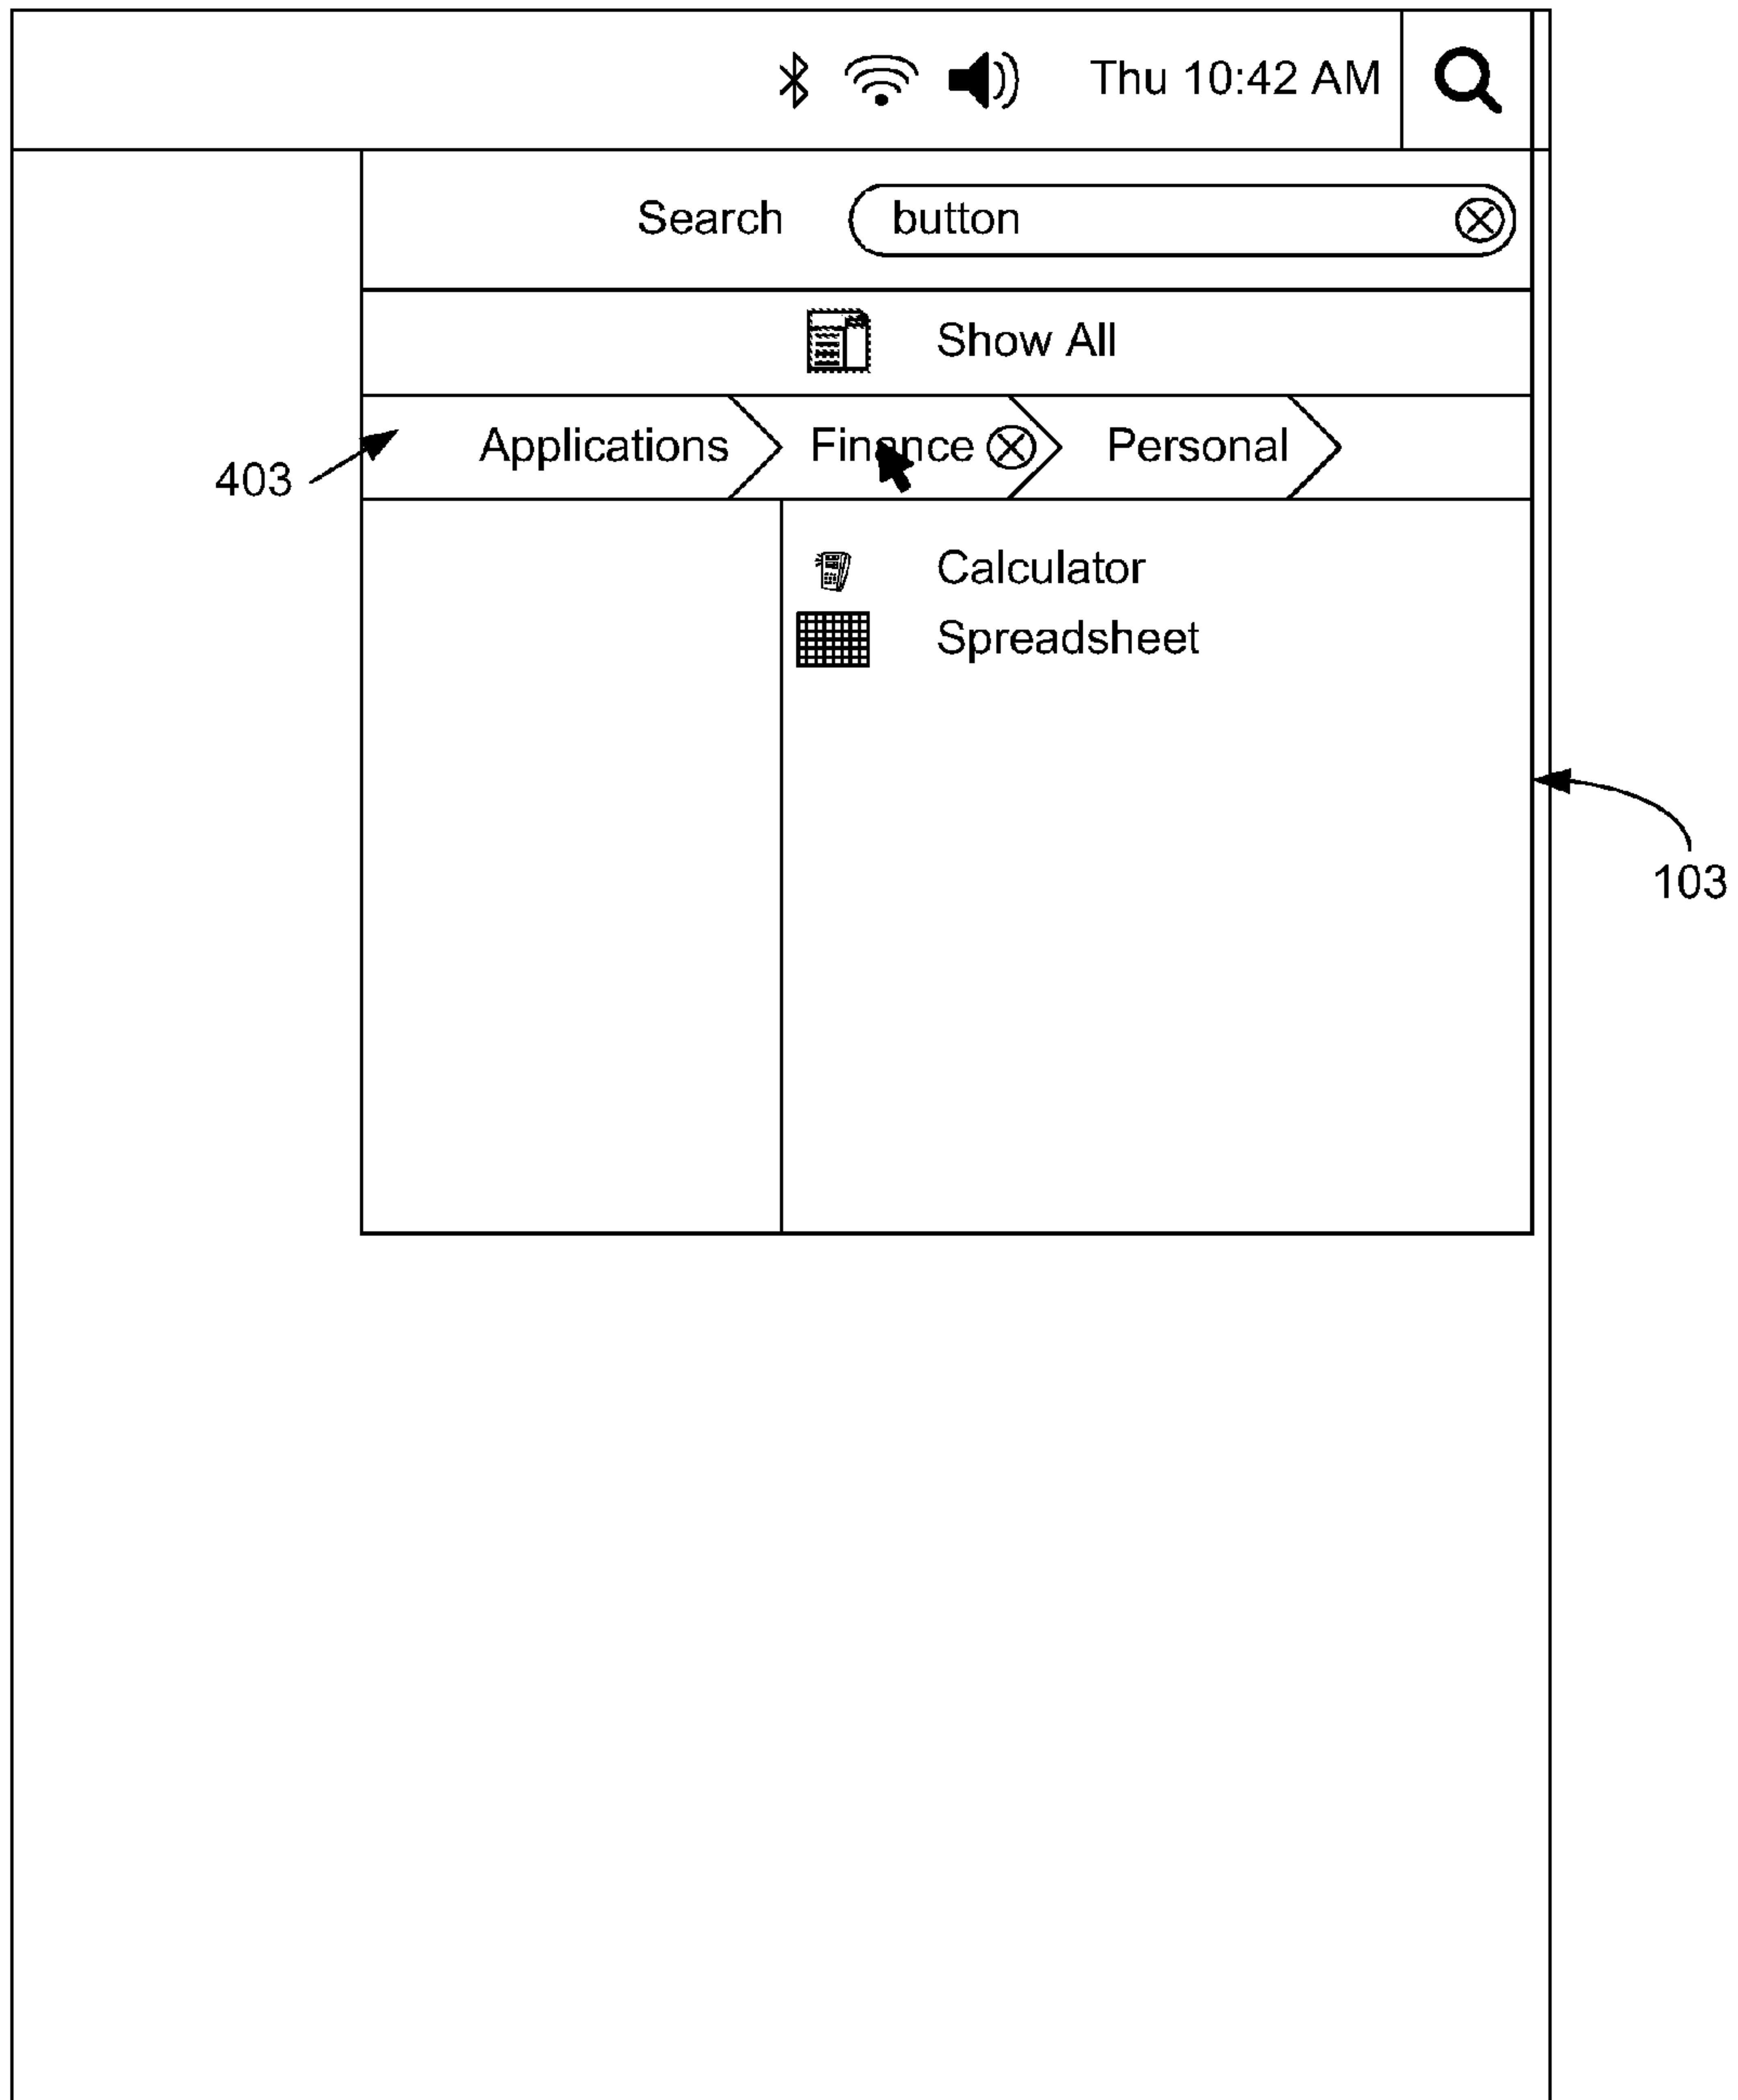 Thu 10:42 AM
Search button
Show All
Applications Finance Personal
403
Calculator
Spreadsheet
103